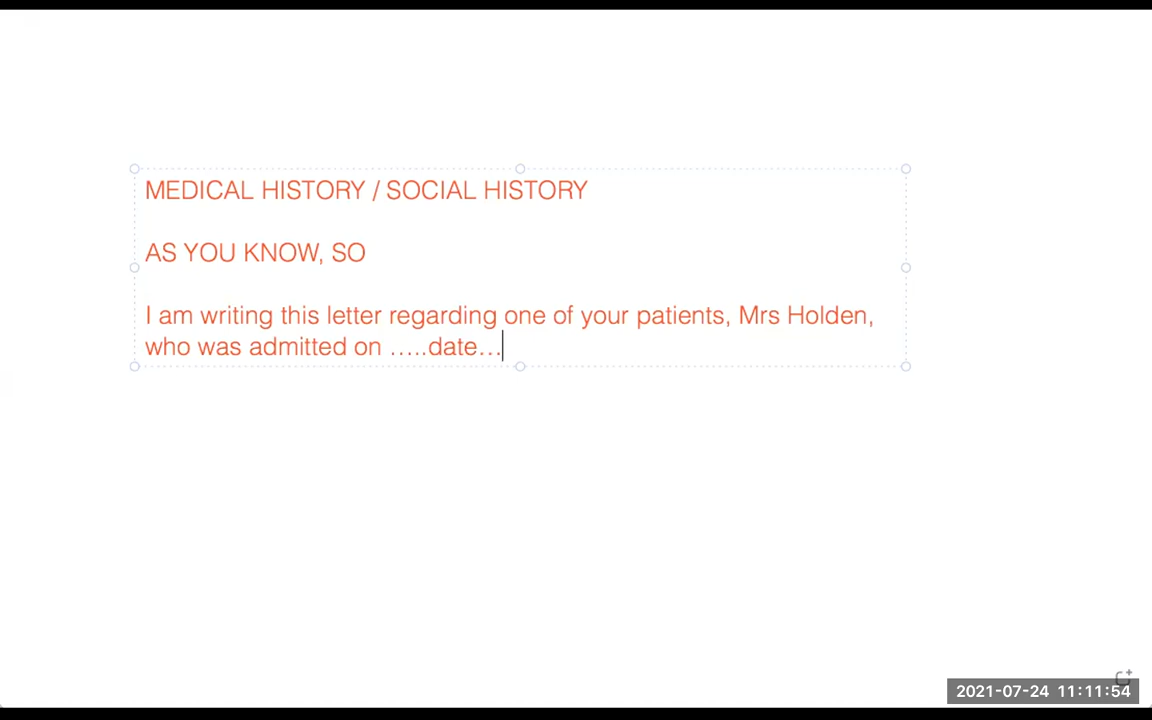 MEDICAL HISTORY / SOCIAL HISTORY
AS YOU KNOW, SO
I am writing this letter regarding one of your patients, Mrs Holden,
who was admitted on …..date…
2021-07-24 11:11:54